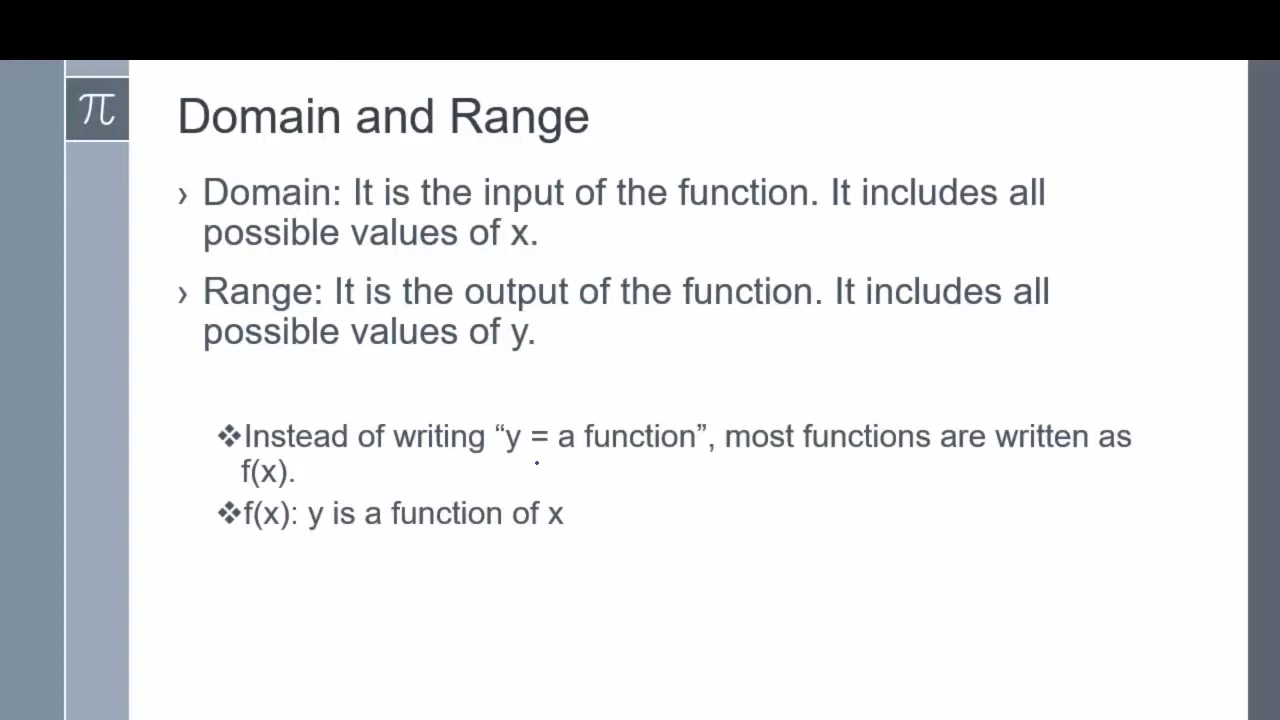 π
Domain and Range
› Domain: It is the input of the function. It includes all
possible values of x.
› Range: It is the output of the function. It includes all
possible values of y.
❖Instead of writing “y = a function”, most functions are written as
f(x).
❖f(x): y is a function of x